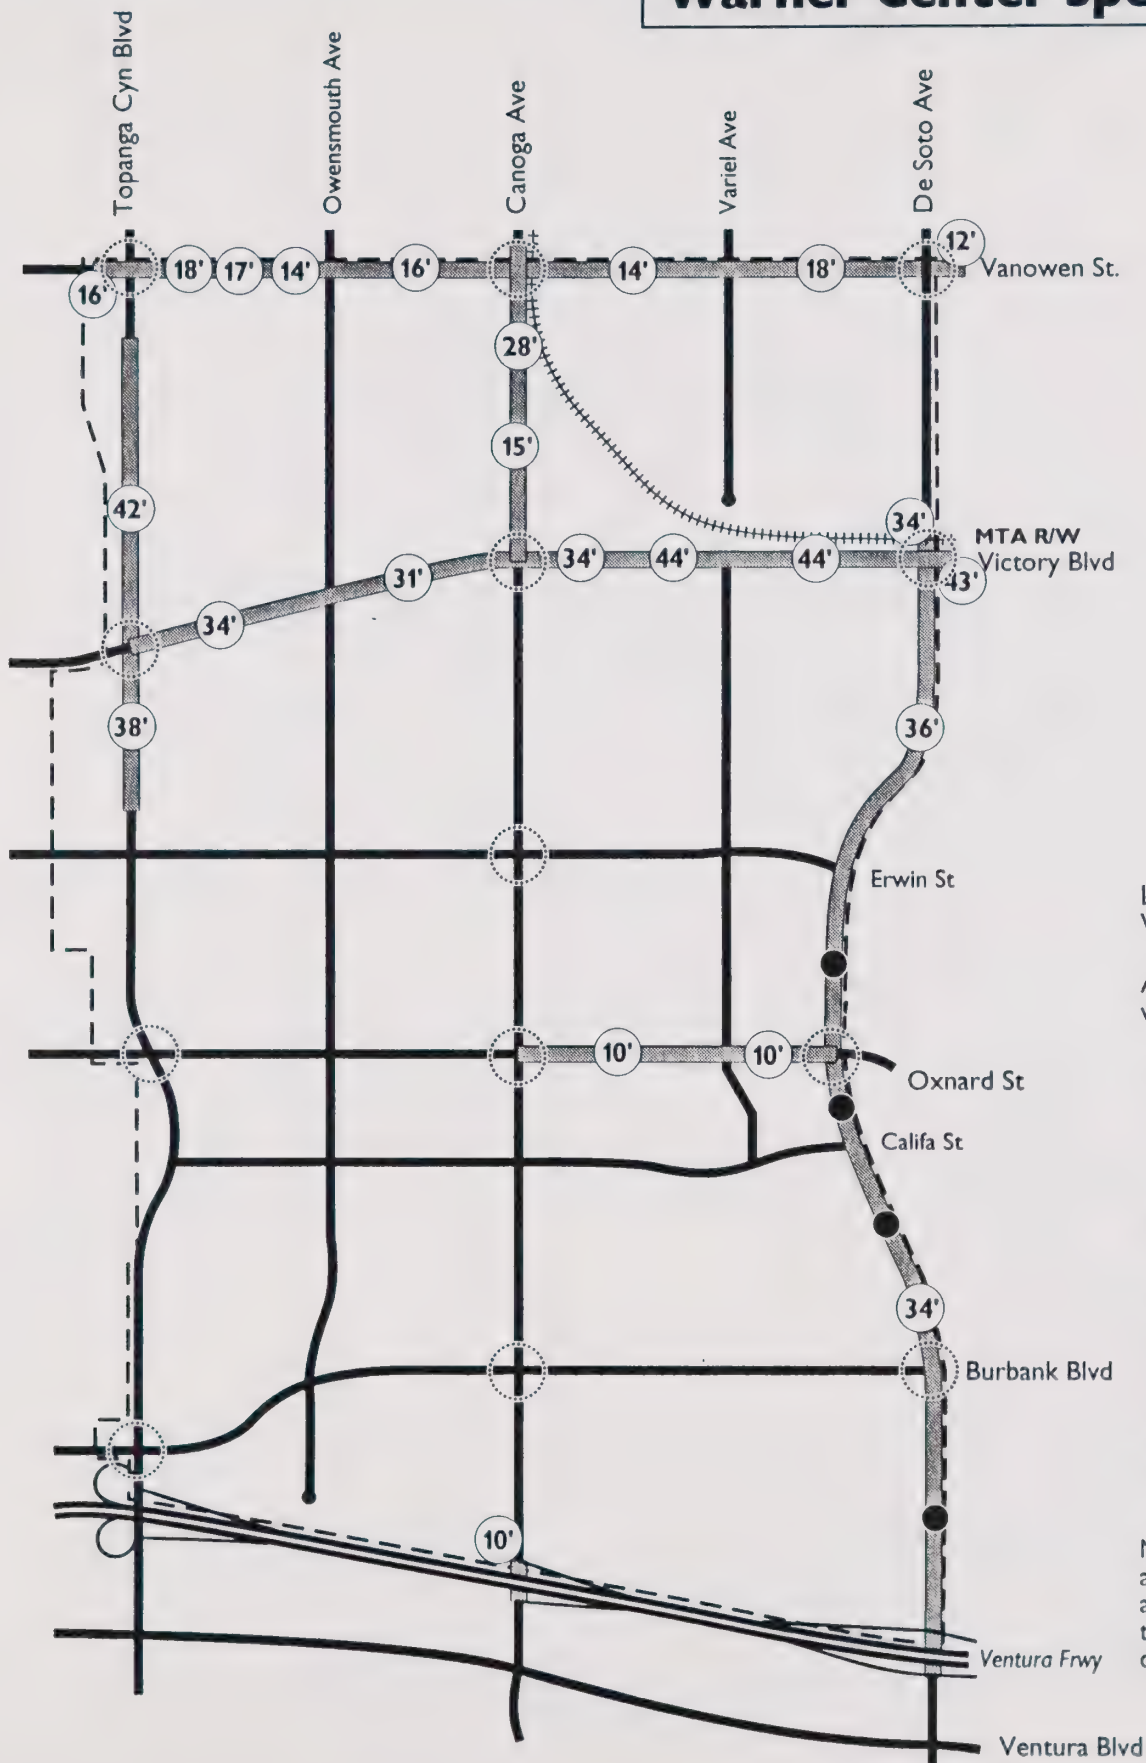 Warner Center Spe
Topanga Cyn Blvd
Owensmouth Ave
Canoga Ave
Variel Ave
De Soto Ave
12'
18' 17' 14' 16' 14' 18' Vanowen St.
16'
28'
15'
42'
34'
MTA R/W
31' 34' 44' 44' Victory Blvd
43'
34'
38' 36'
Erwin St
10' 10'
Oxnard St
Califa St
34'
Burbank Blvd
10'
Ventura Frwy
Ventura Blvd